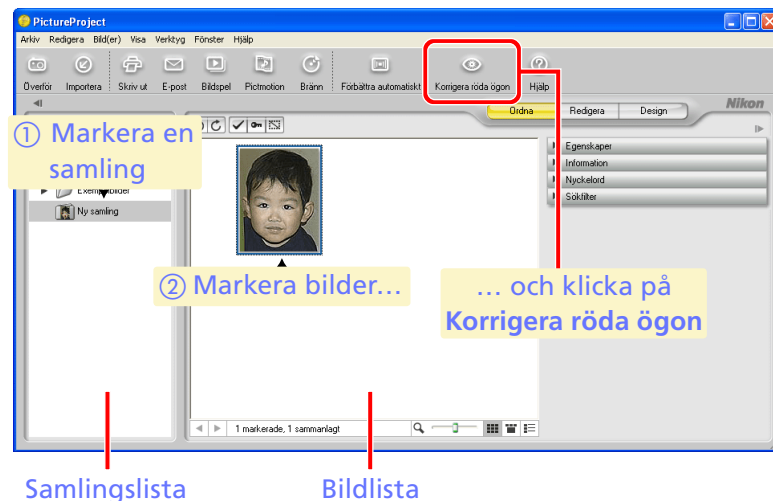 PictureProject
Arkiv Redigera Bild(er) Visa Verktyg Fönster Hjälp
Överför Importera Skriv ut E-post Bildspel Pictmotion Bränn Förbättra automatiskt Korrigera röda ögon Hjälp
Ordna Redigera Design Nikon
① Markera en
samling
Exempelbilder
Ny samling
Egenskaper
Information
Nyckelord
Sökfilter
② Markera bilder…
… och klicka på
Korrigera röda ögon
1 markerade, 1 sammanlagt
Samlingslista Bildlista